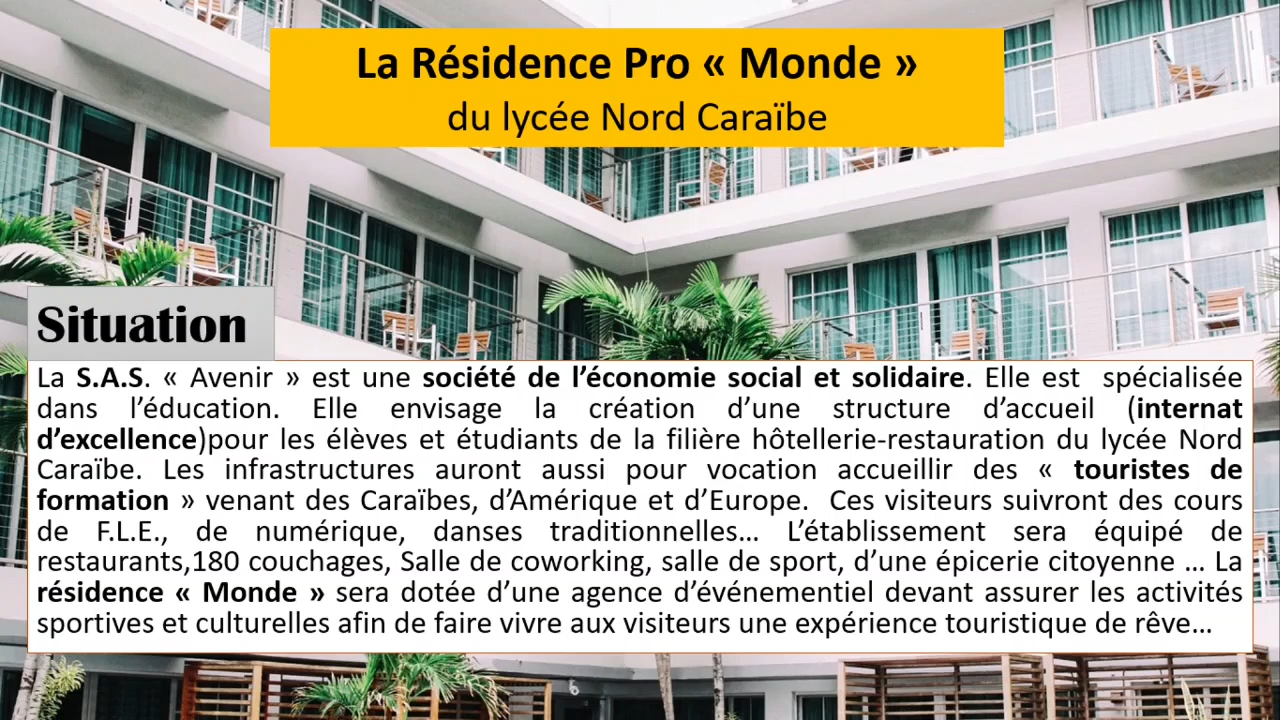 La Résidence Pro « Monde »
du lycée Nord Caraïbe
Situation
La S.A.S. « Avenir » est une société de l’économie social et solidaire. Elle est spécialisée
dans l’éducation. Elle envisage la création d’une structure d’accueil (internat
d’excellence)pour les élèves et étudiants de la filière hôtellerie-restauration du lycée Nord
Caraïbe. Les infrastructures auront aussi pour vocation accueillir des « touristes de
formation » venant des Caraïbes, d’Amérique et d’Europe. Ces visiteurs suivront des cours
de F.L.E., de numérique, danses traditionnelles… L’établissement sera équipé de
restaurants,180 couchages, Salle de coworking, salle de sport, d’une épicerie citoyenne … La
résidence « Monde » sera dotée d’une agence d’événementiel devant assurer les activités
sportives et culturelles afin de faire vivre aux visiteurs une expérience touristique de rêve…